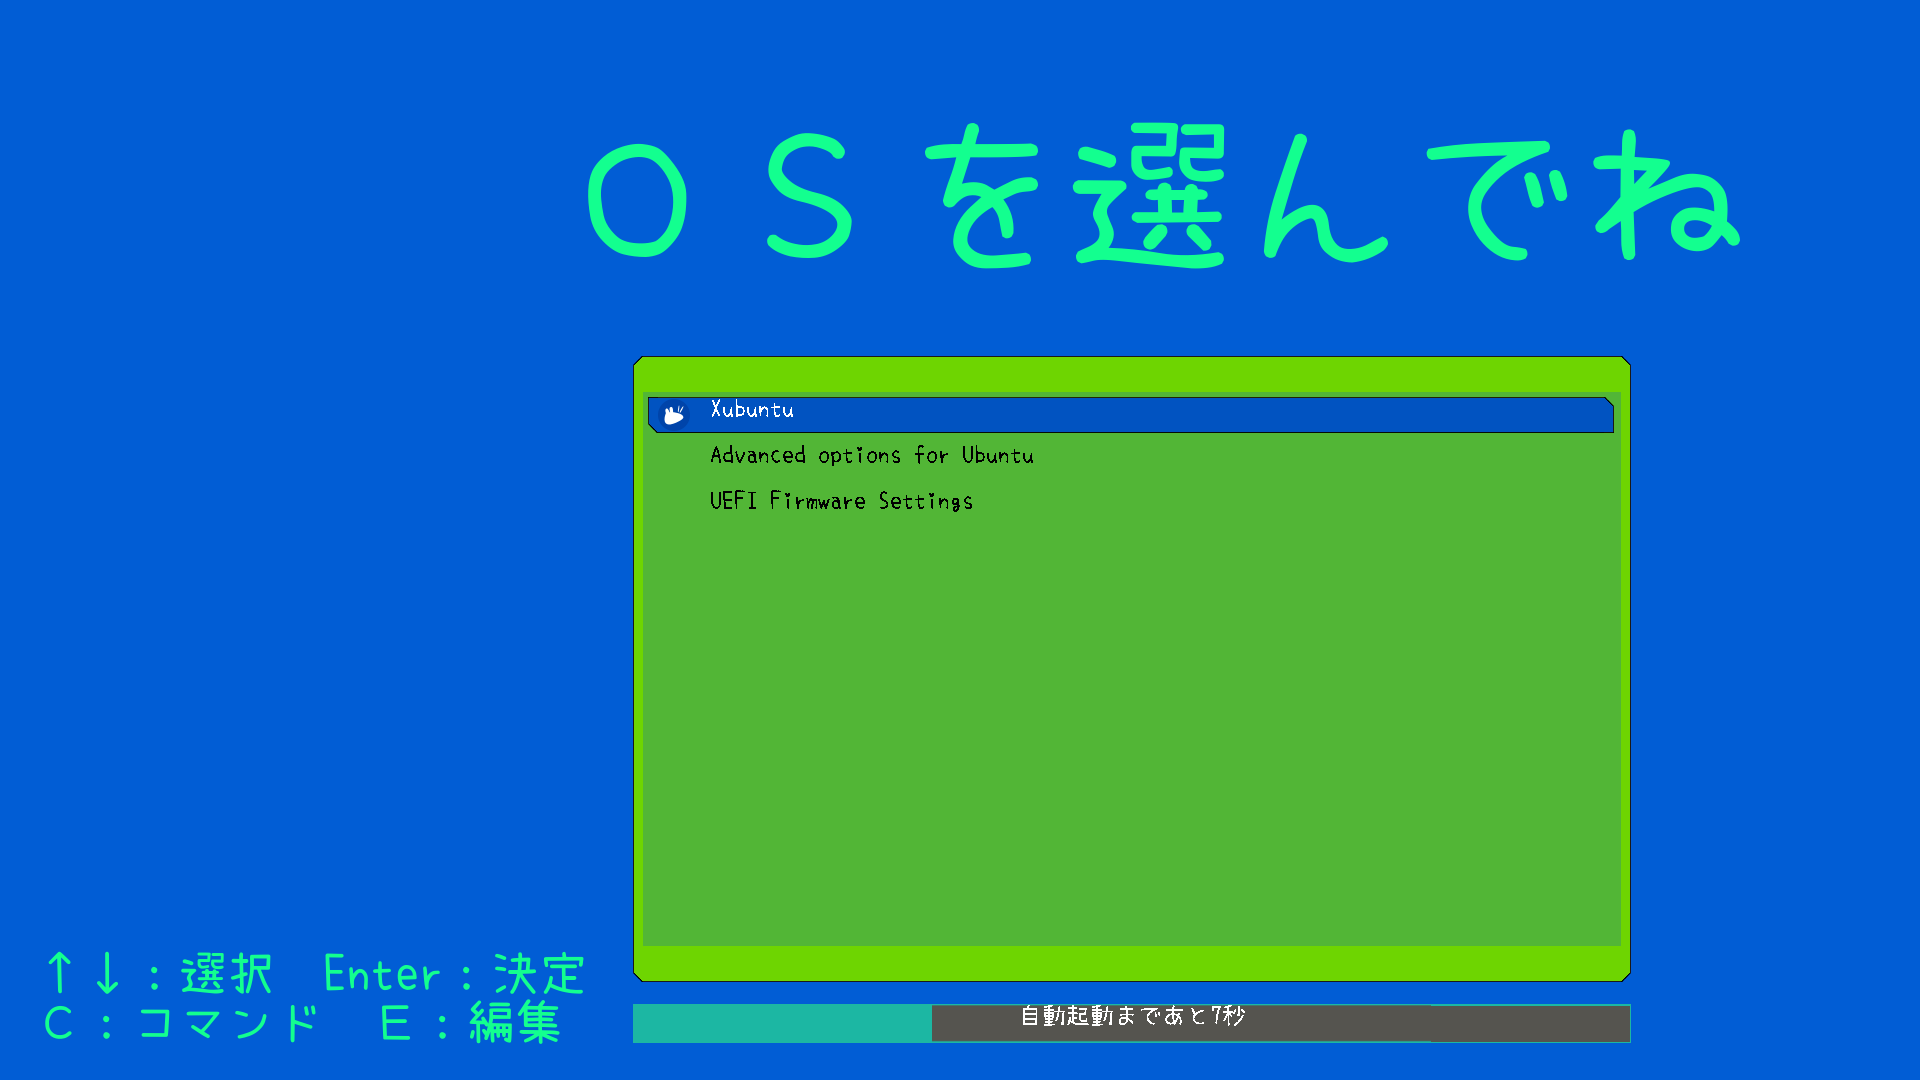 ＯＳを選んでね
Xubuntu
Advanced options for Ubuntu
UEFI Firmware Settings
↑↓：選択　Enter：決定
Ｃ：コマンド　Ｅ：編集
自動起動まであと7秒